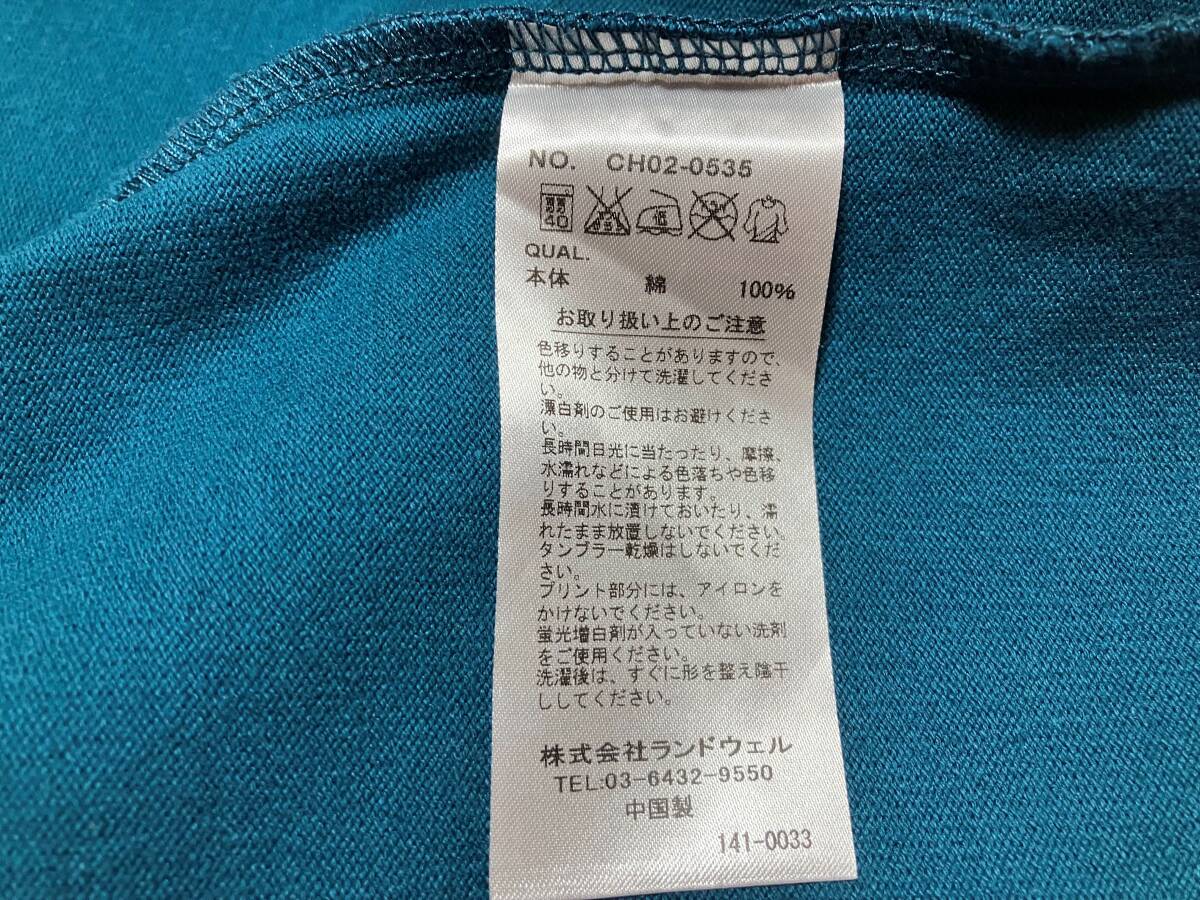 NO. CH02-0535
40
低
QUAL.
本体 綿 100%
お取り扱い上のご注意
色移りすることがありますので、
他の物と分けて洗濯してくださ
い。
漂白剤のご使用はお避けくださ
い。
長時間日光に当たったり、摩擦、
水濡れなどによる色落ちや色移
りすることがあります。
長時間水に漬けておいたり、濡
れたまま放置しないでください。
タンブラー乾燥はしないでくだ
さい。
プリント部分には、アイロンを
かけないでください。
蛍光増白剤が入っていない洗剤
をご使用ください。
洗濯後は、すぐに形を整え陰干
ししてください。
株式会社ランドウェル
TEL:03-6432-9550
中国製
141-0033